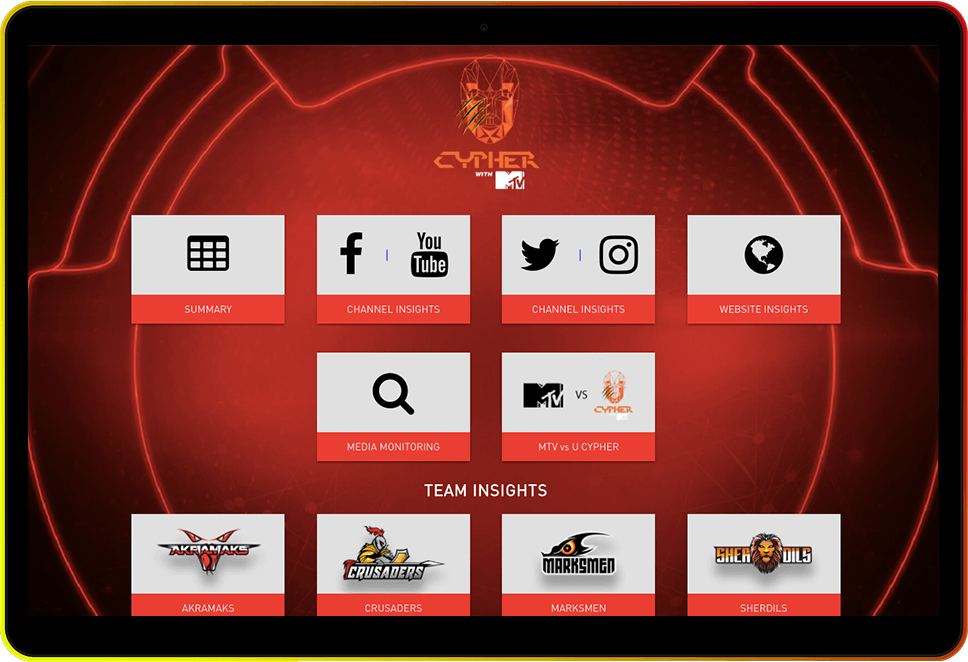 CYPHER
WITH MTV
You
Tube
SUMMARY
CHANNEL INSIGHTS
CHANNEL INSIGHTS
WEBSITE INSIGHTS
MTV VS CYPHER
MEDIA MONITORING
MTV vs U CYPHER
TEAM INSIGHTS
AKRAMAKS
CRUSADERS
MARKSMEN
SHERDILS
AKRAMAKS
CRUSADERS
MARKSMEN
SHERDILS